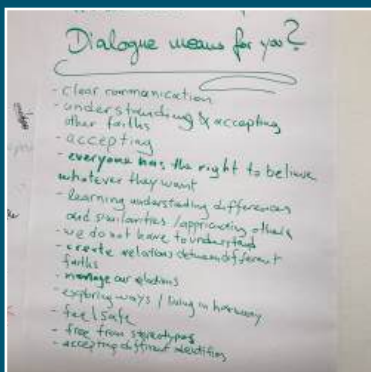 Dialogue means for you?
- clear communication
- understanding & accepting
other faiths
- accepting
- everyone has the right to believe
whatever they want
- learning understanding differences
and similarities / appriciating others
- we do not have to understand
- create relations between different
faiths
- manage our relations
- exploring ways / living in harmony
- feel safe
- free from stereotypes
- accepting different identities